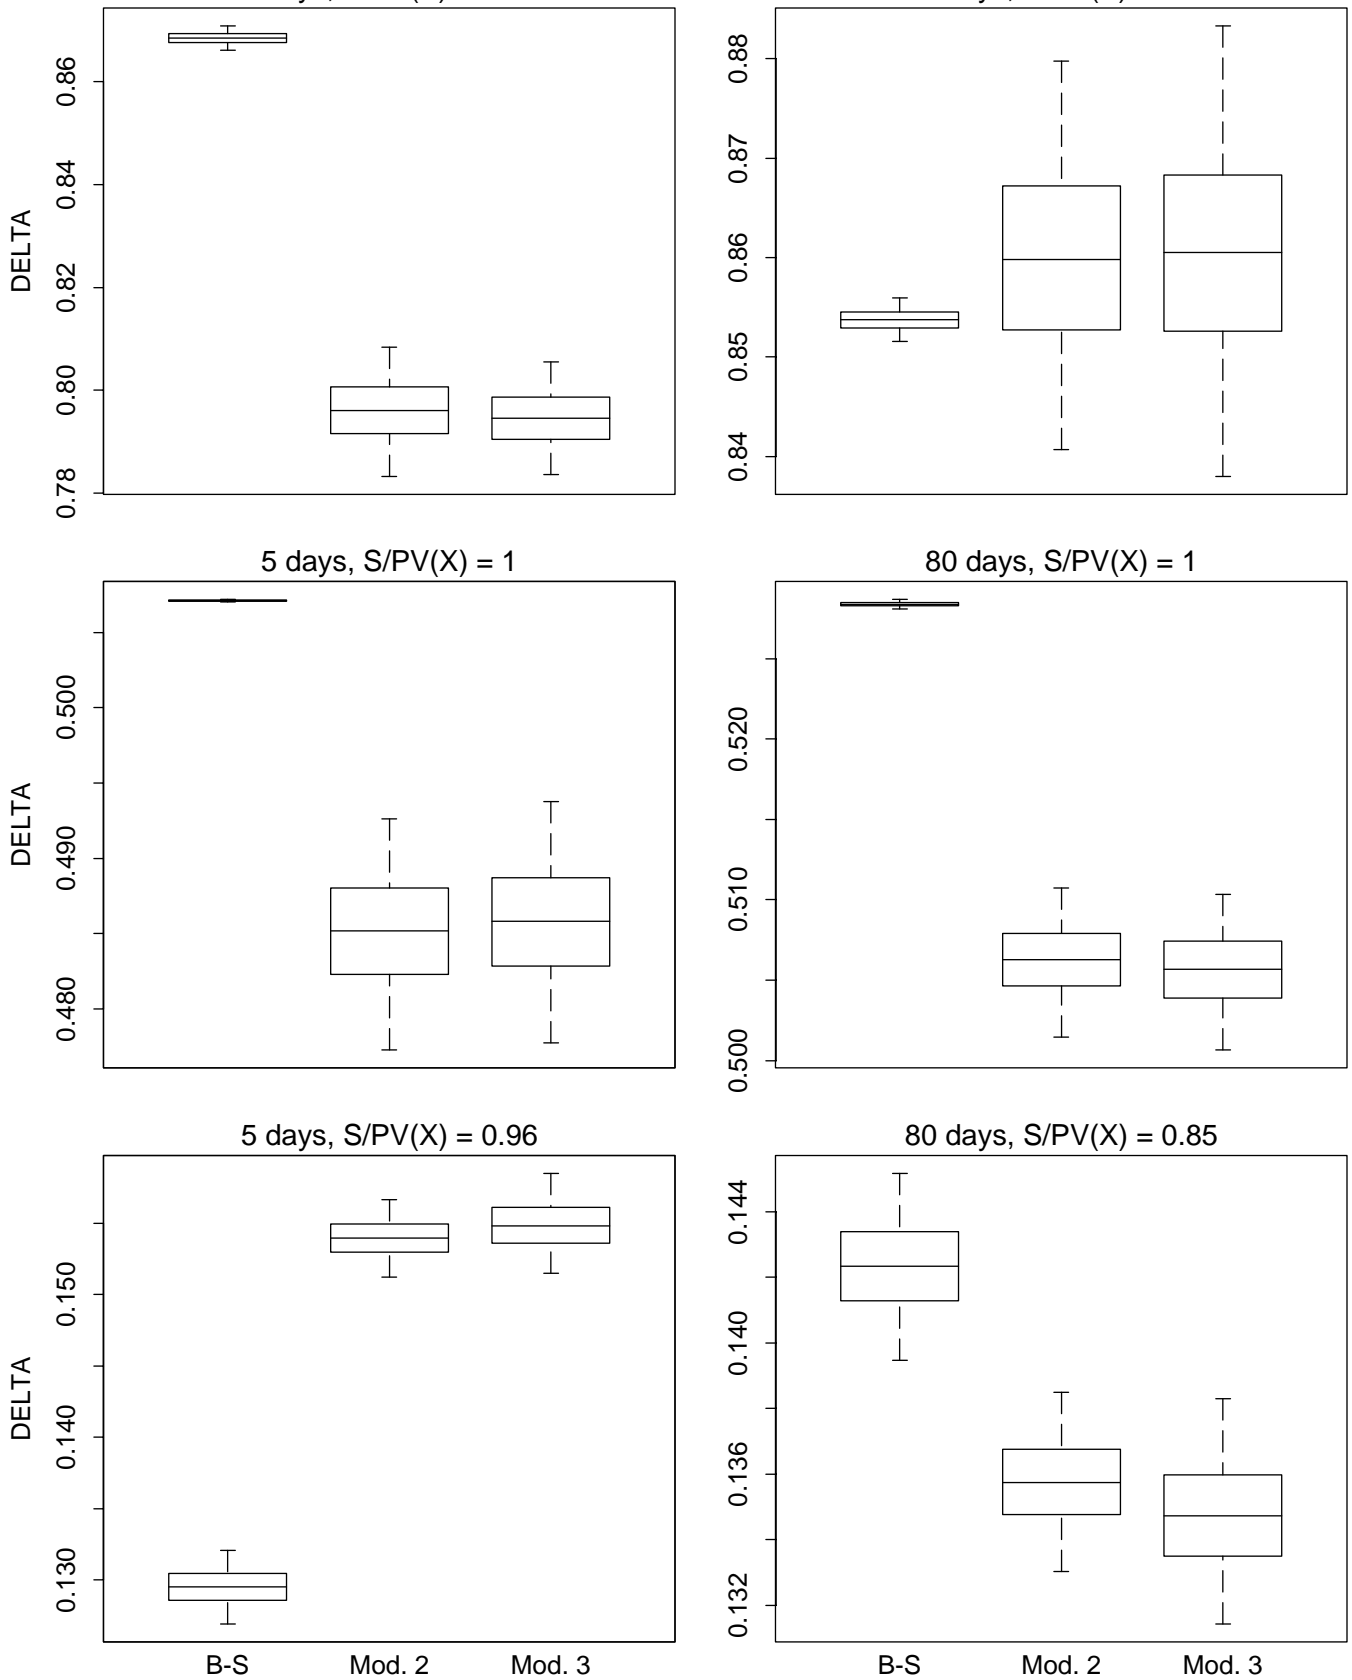 DELTA
0.86
0.84
0.82
0.80
0.78
0.88
0.87
0.86
0.85
0.84
5 days, S/PV(X) = 1
DELTA
0.500
0.490
0.480
80 days, S/PV(X) = 1
0.520
0.510
0.500
5 days, S/PV(X) = 0.96
DELTA
0.150
0.140
0.130
B-S Mod. 2 Mod. 3
80 days, S/PV(X) = 0.85
0.144
0.140
0.136
0.132
B-S Mod. 2 Mod. 3